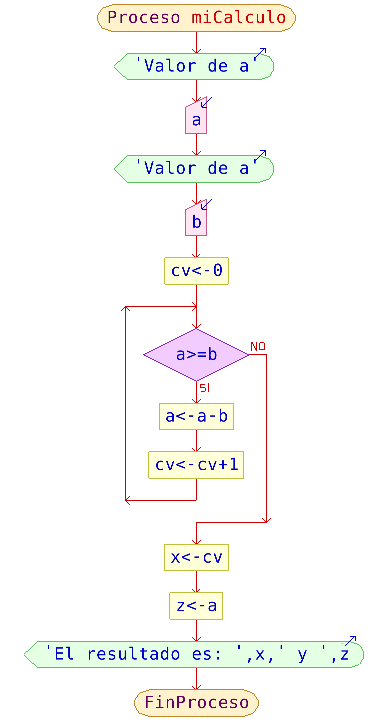 Proceso miCalculo
'Valor de a'
a
'Valor de a'
b
cv<-0
a>=b
NO
SI
a<-a-b
cv<-cv+1
x<-cv
z<-a
'El resultado es: ',x,' y ',z
FinProceso